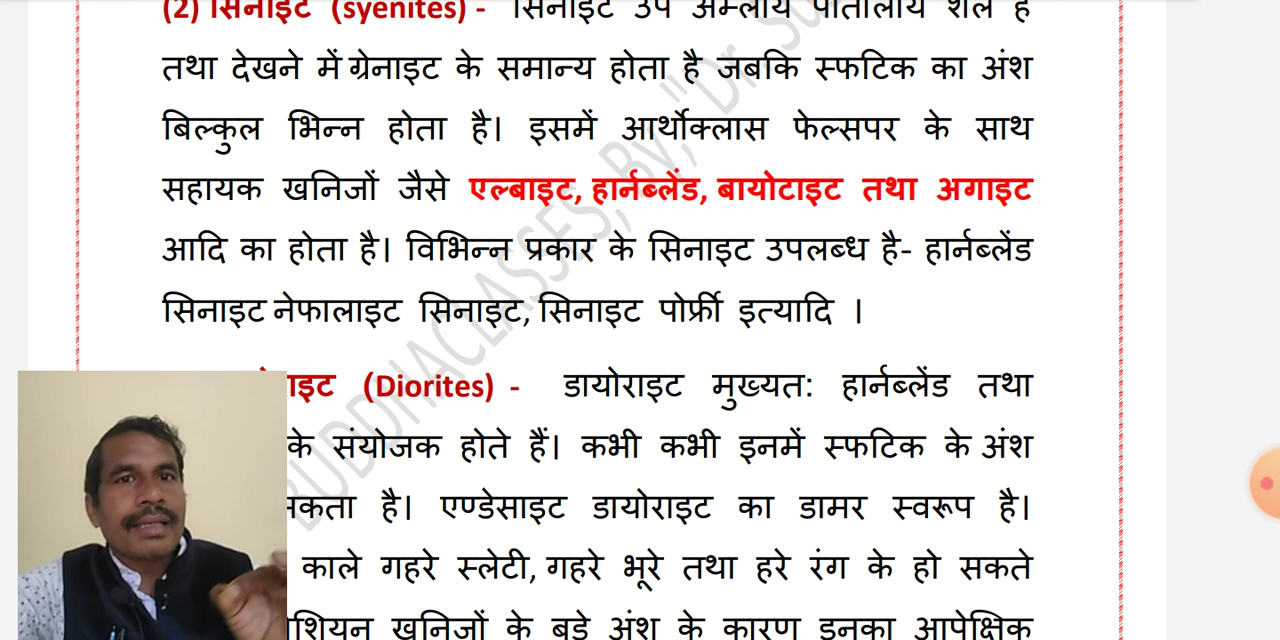 (2) सिनाइट (syenites) - सिनाइट उप अम्लीय पातालीय शैल है
तथा देखने में ग्रेनाइट के समान्य होता है जबकि स्फटिक का अंश
बिल्कुल भिन्न होता है। इसमें आर्थोक्लास फेल्सपर के साथ
सहायक खनिजों जैसे एल्बाइट, हार्नब्लेंड, बायोटाइट तथा अगाइट
आदि का होता है। विभिन्न प्रकार के सिनाइट उपलब्ध है- हार्नब्लेंड
सिनाइट नेफालाइट सिनाइट, सिनाइट पोर्फ्री इत्यादि ।
(Diorites) - डायोराइट मुख्यत: हार्नब्लेंड तथा
के संयोजक होते हैं। कभी कभी इनमें स्फटिक के अंश
है। एण्डेसाइट डायोराइट का डामर स्वरूप है।
काले गहरे स्लेटी, गहरे भूरे तथा हरे रंग के हो सकते
खनिजों के बड़े अंश के कारण इनका आपेक्षिक
BUDDHACLASSES, By, "Dr.